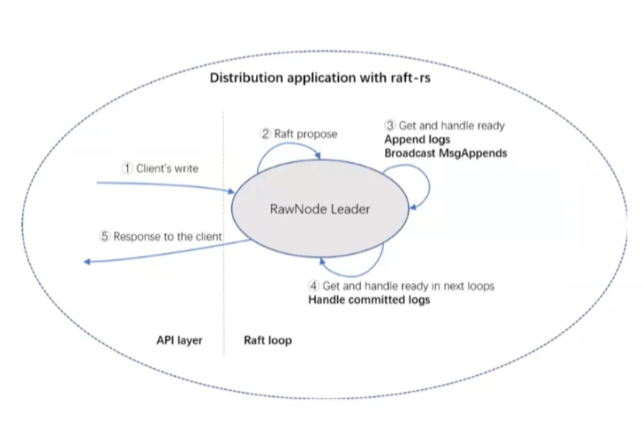 Distribution application with raft-rs
② Raft propose
③ Get and handle ready
Append logs
Broadcast MsgAppends
① Client's write
RawNode Leader
⑤ Response to the client
④ Get and handle ready in next loops
Handle committed logs
API layer
Raft loop